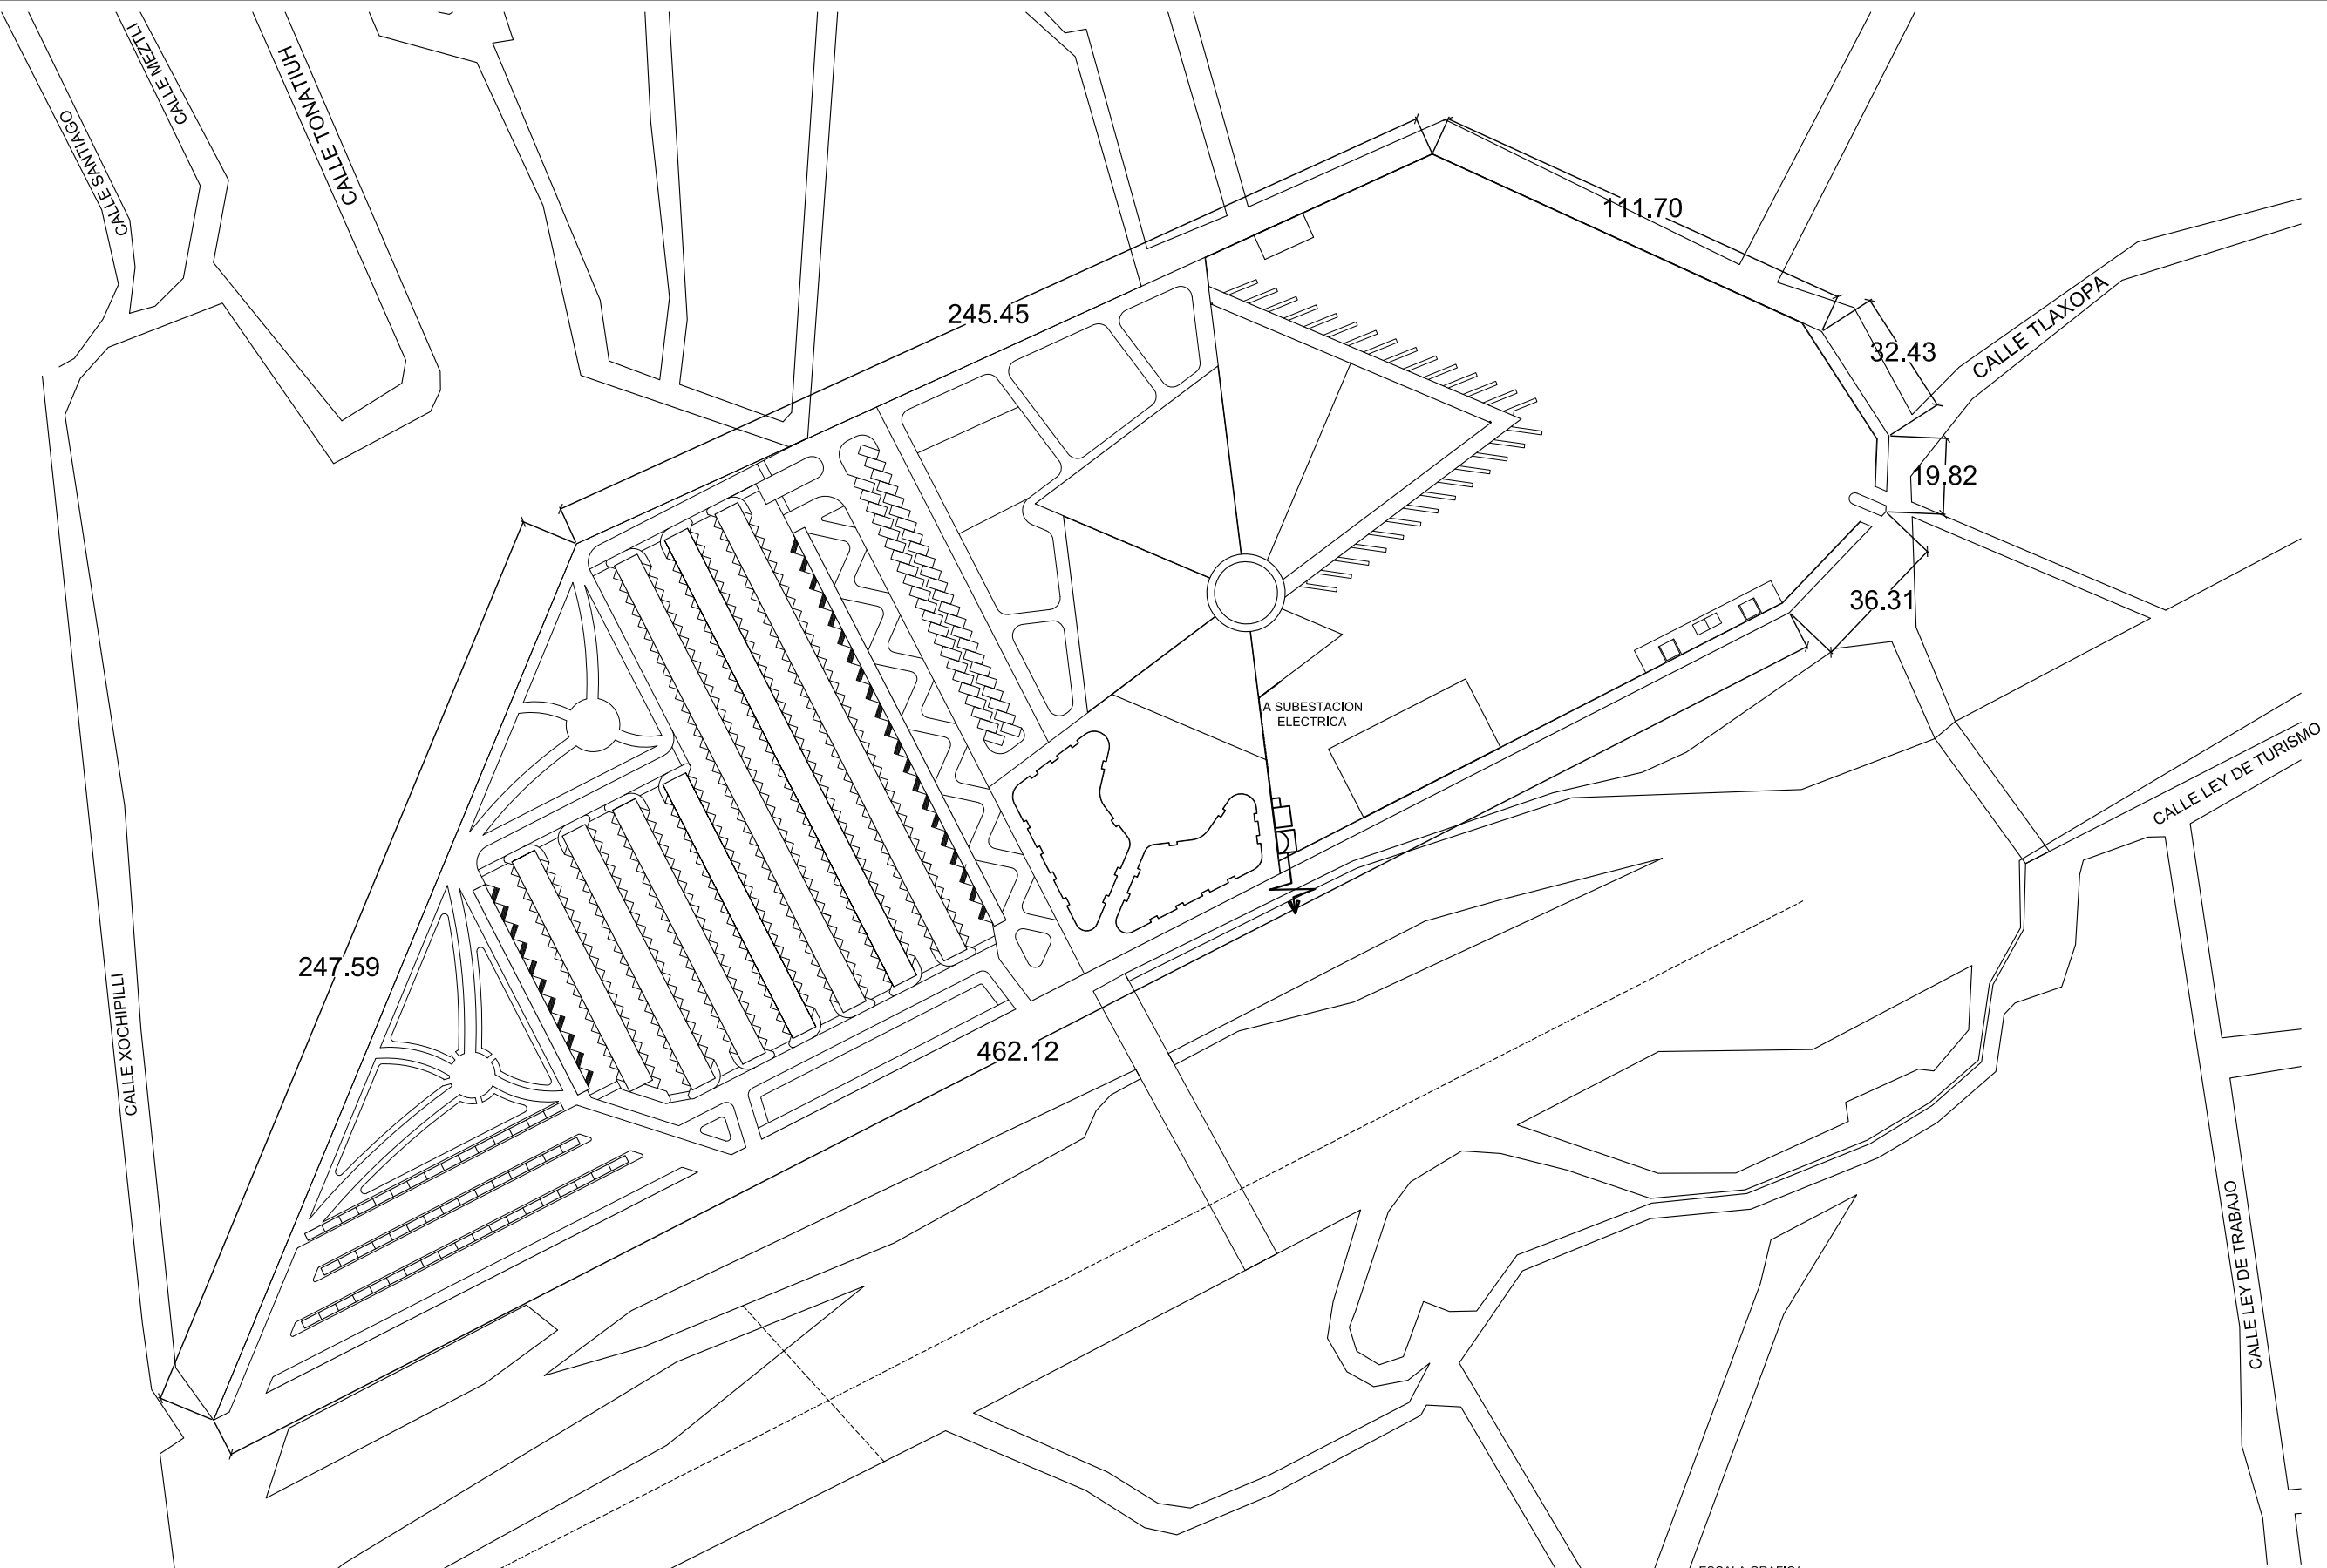 CALLE SANTIAGO
CALLE MEZTLI
CALLE TONATIUH
111.70
245.45
CALLE TLAXOPA
32.43
19.82
36.31
A SUBESTACION
ELECTRICA
CALLE LEY DE TURISMO
247.59
CALLE XOCHIPILLI
462.12
CALLE LEY DE TRABAJO